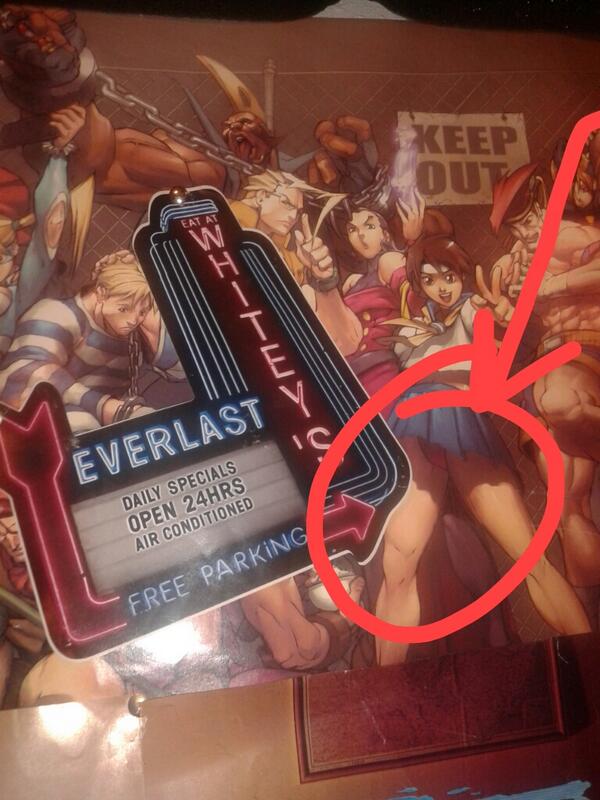 KEEP
OUT
EAT AT
WHITEY'S
EVERLAST
DAILY SPECIALS
OPEN 24HRS
AIR CONDITIONED
FREE PARKING